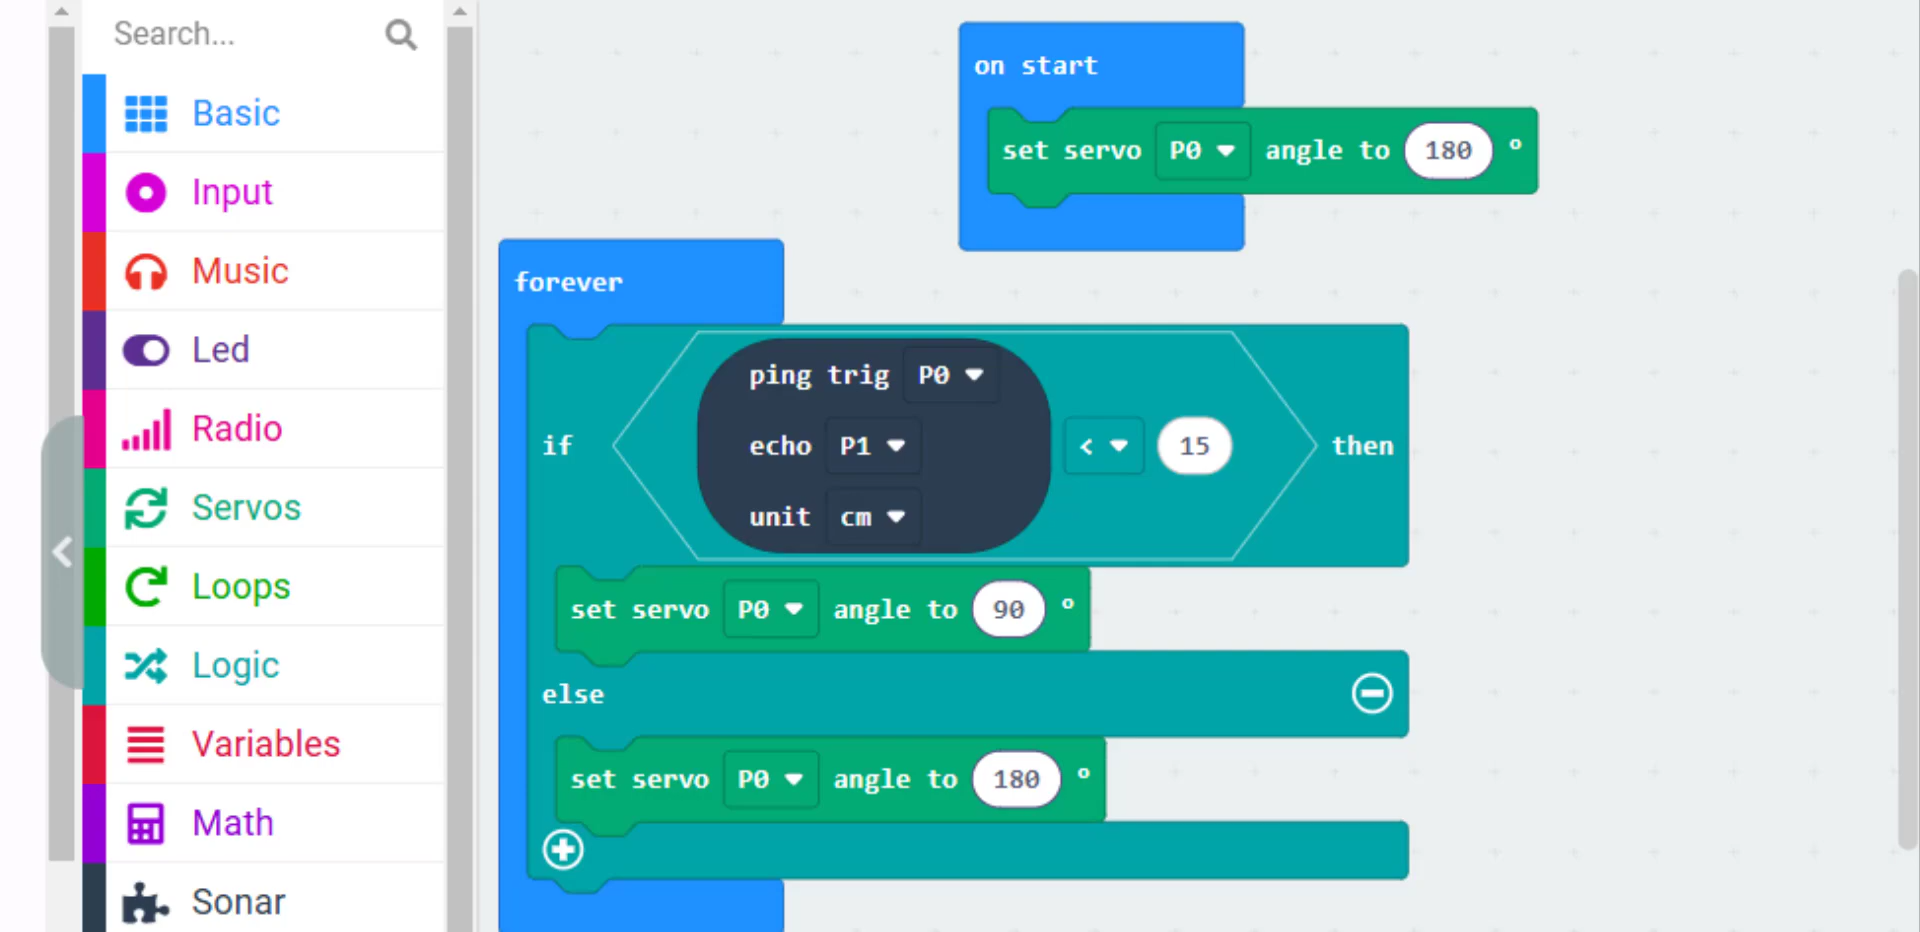 Search...
Basic
Input
Music
Led
Radio
Servos
Loops
Logic
Variables
Math
Sonar
on start
set servo P0 angle to 180 °
forever
ping trig P0
if echo P1 < 15 then
unit cm
set servo P0 angle to 90 °
else
set servo P0 angle to 180 °